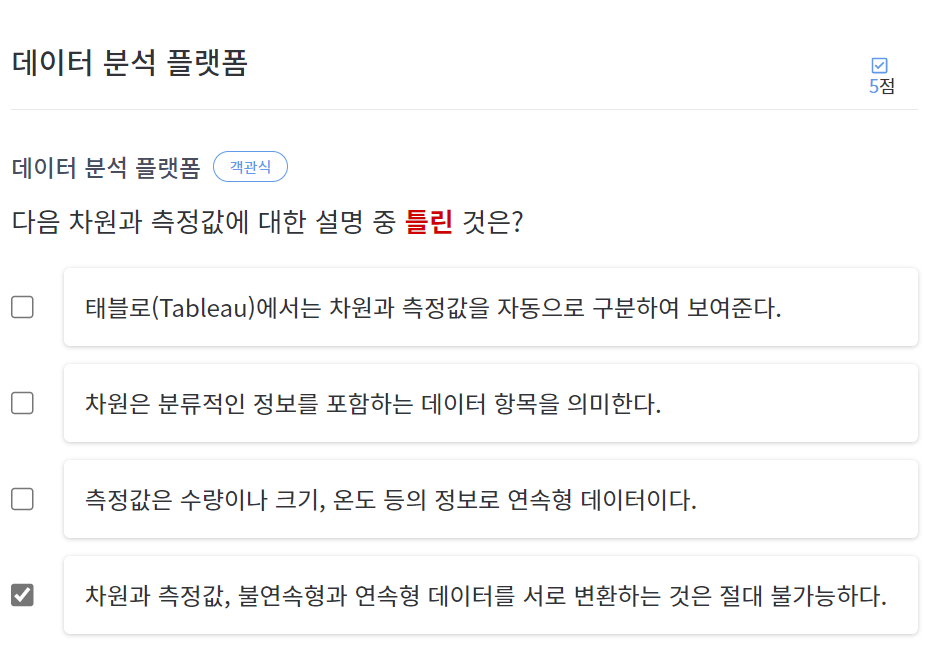 데이터 분석 플랫폼
5점
데이터 분석 플랫폼 객관식
다음 차원과 측정값에 대한 설명 중 틀린 것은?
태블로(Tableau)에서는 차원과 측정값을 자동으로 구분하여 보여준다.
차원은 분류적인 정보를 포함하는 데이터 항목을 의미한다.
측정값은 수량이나 크기, 온도 등의 정보로 연속형 데이터이다.
차원과 측정값, 불연속형과 연속형 데이터를 서로 변환하는 것은 절대 불가능하다.